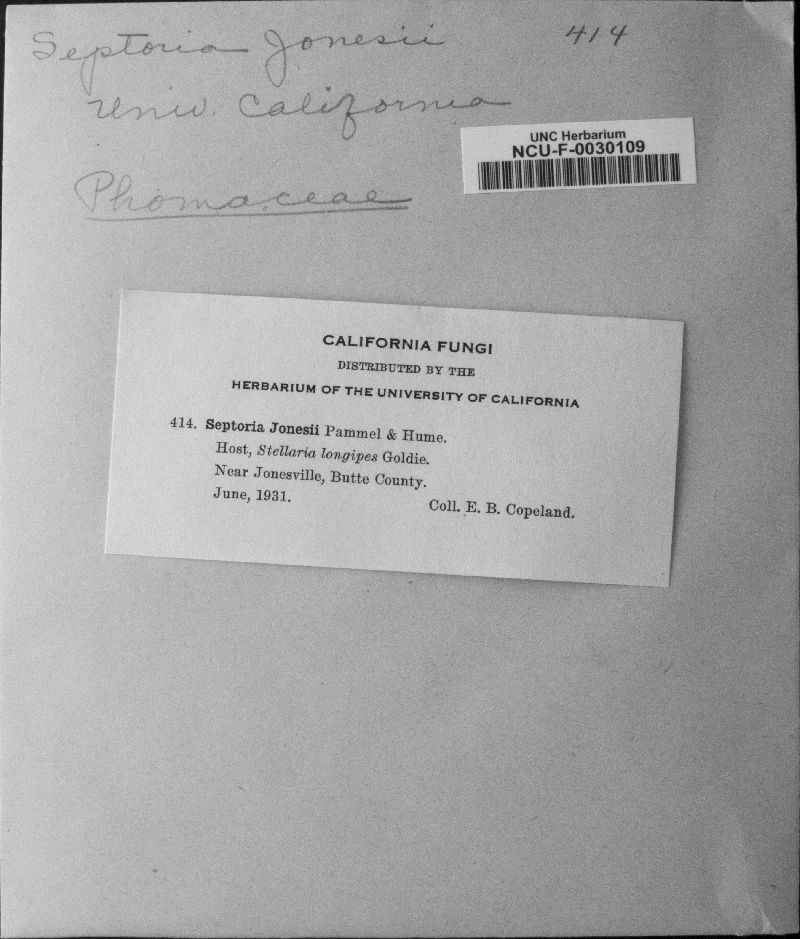 Septoria Jonesii 414
Univ. California
UNC Herbarium
NCU-F-0030109
Phomaceae
CALIFORNIA FUNGI
DISTRIBUTED BY THE
HERBARIUM OF THE UNIVERSITY OF CALIFORNIA
414. Septoria Jonesii Pammel & Hume.
Host, Stellaria longipes Goldie.
Near Jonesville, Butte County.
June, 1931.
Coll. E. B. Copeland.